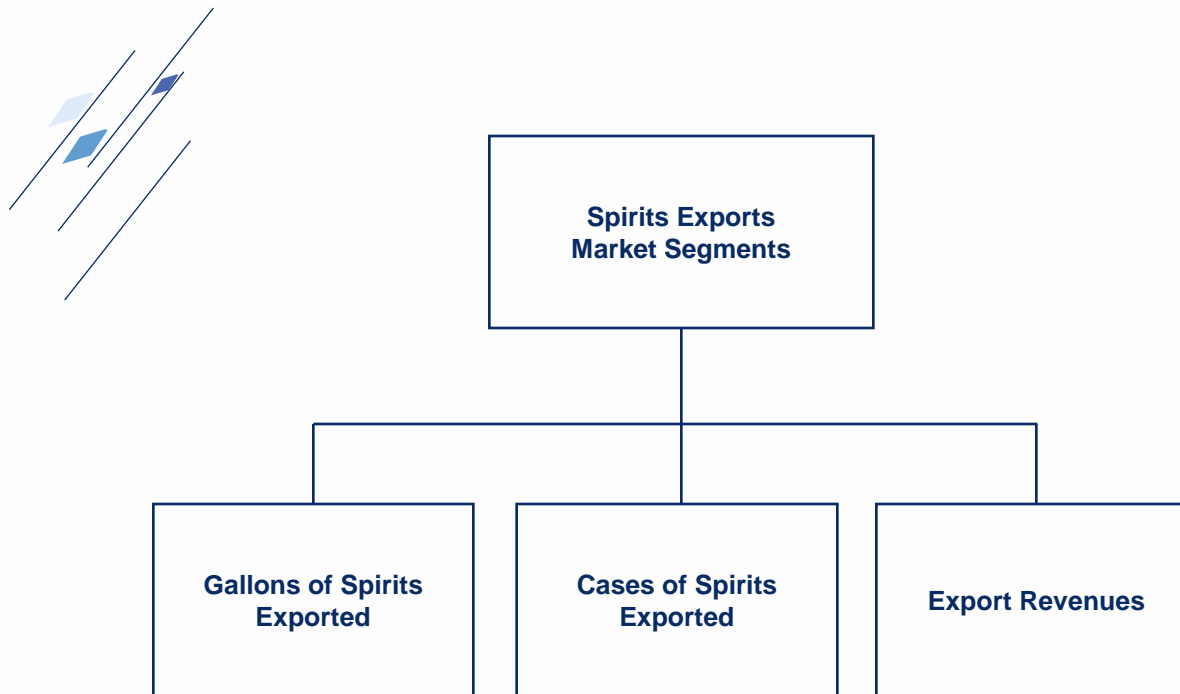 Spirits Exports
Market Segments
Gallons of Spirits
Exported
Cases of Spirits
Exported
Export Revenues